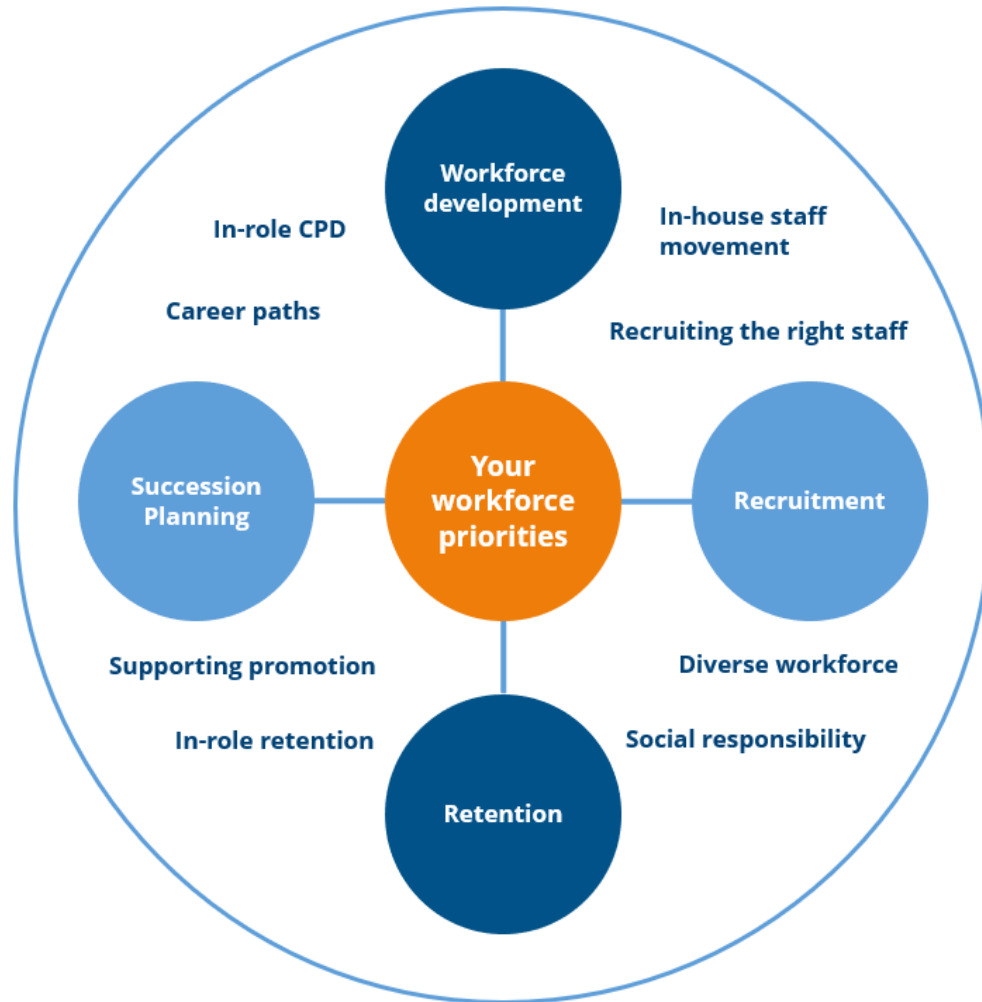 Workforce
development
In-role CPD
In-house staff
movement
Career paths
Recruiting the right staff
Succession
Planning
Your
workforce
priorities
Recruitment
Supporting promotion
Diverse workforce
In-role retention
Social responsibility
Retention